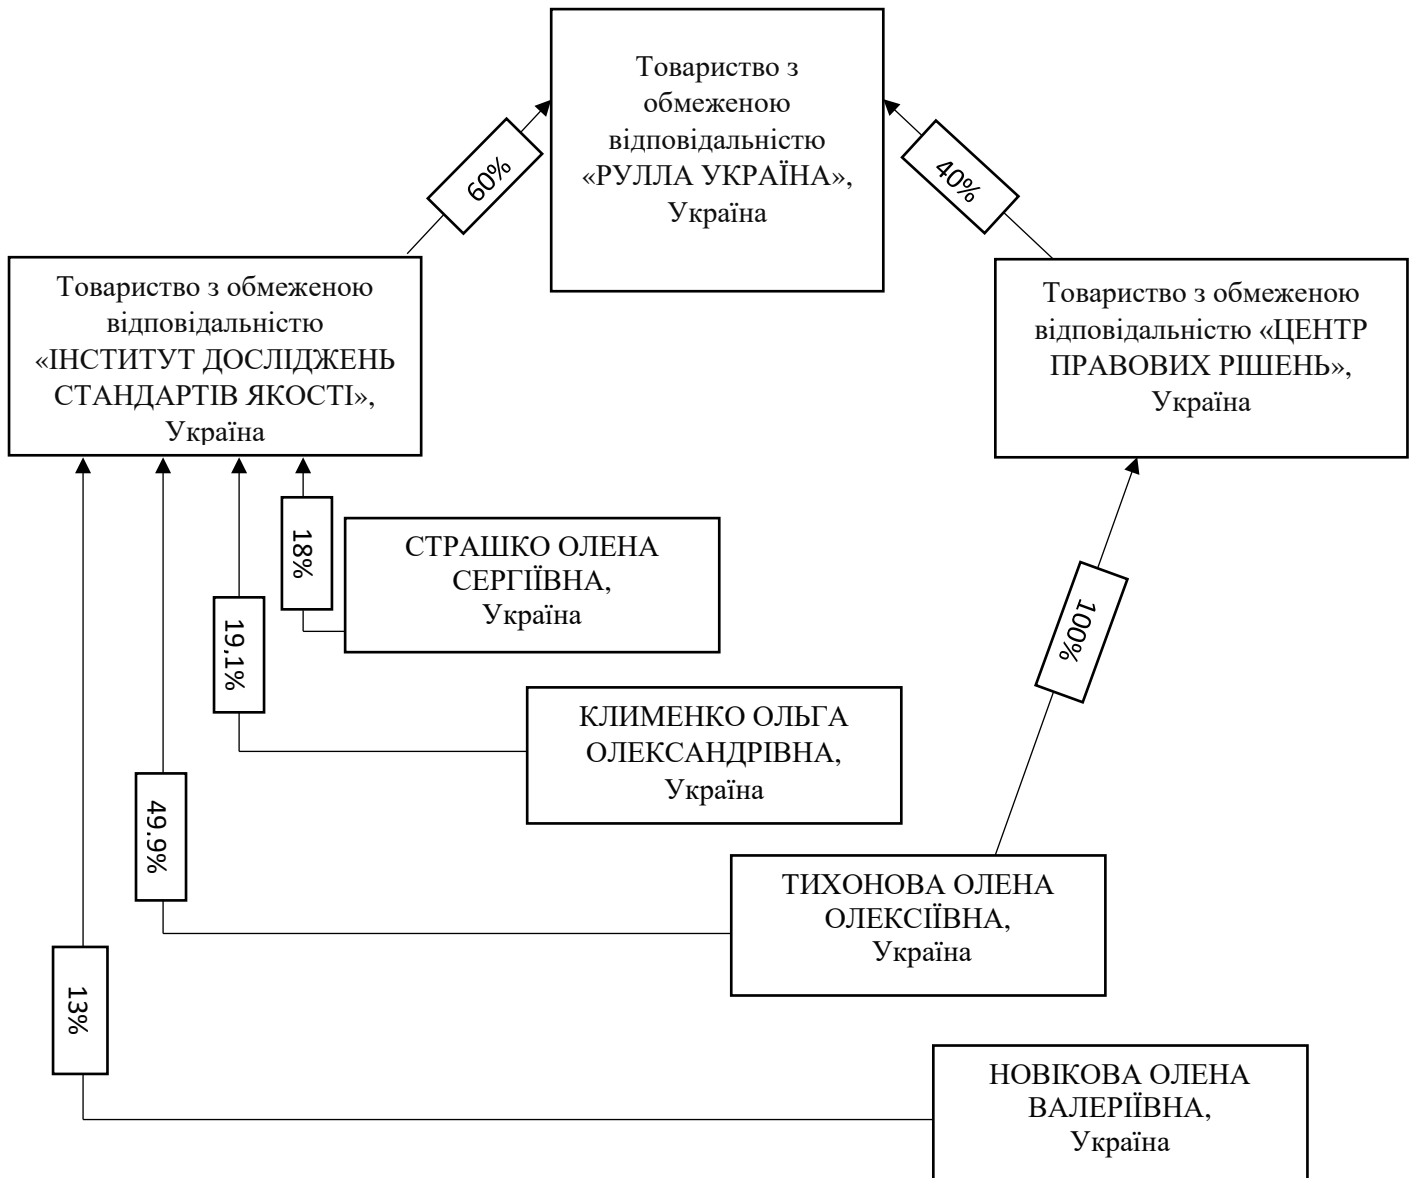 Товариство з
обмеженою
відповідальністю
«РУЛЛА УКРАЇНА»,
Україна
60%
40%
Товариство з обмеженою
відповідальністю
«ІНСТИТУТ ДОСЛІДЖЕНЬ
СТАНДАРТІВ ЯКОСТІ»,
Україна
Товариство з обмеженою
відповідальністю «ЦЕНТР
ПРАВОВИХ РІШЕНЬ»,
Україна
18%
СТРАШКО ОЛЕНА
СЕРГІЇВНА,
Україна
19,1%
100%
КЛИМЕНКО ОЛЬГА
ОЛЕКСАНДРІВНА,
Україна
49.9%
ТИХОНОВА ОЛЕНА
ОЛЕКСІЇВНА,
Україна
13%
НОВІКОВА ОЛЕНА
ВАЛЕРІЇВНА,
Україна